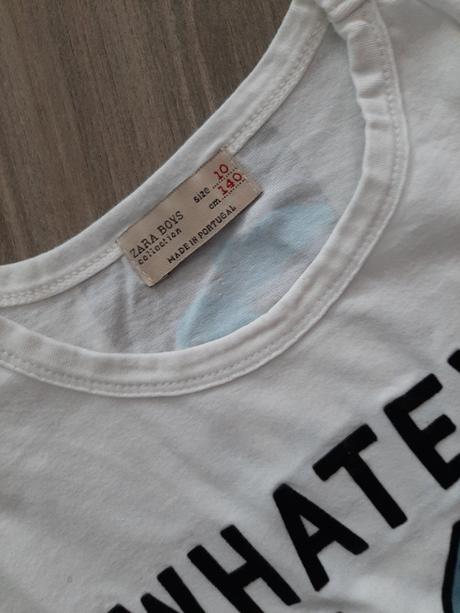 ZARA BOYS
collection
size 10
cm 140
MADE IN PORTUGAL
WHATE